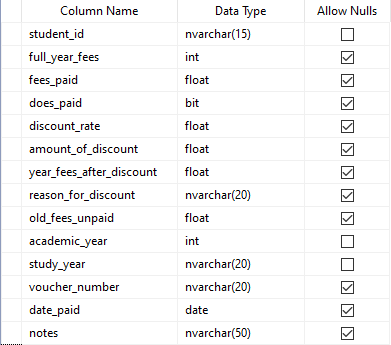 Column Name Data Type Allow Nulls
student_id nvarchar(15)
full_year_fees int
fees_paid float
does_paid bit
discount_rate float
amount_of_discount float
year_fees_after_discount float
reason_for_discount nvarchar(20)
old_fees_unpaid float
academic_year int
study_year nvarchar(20)
voucher_number nvarchar(20)
date_paid date
notes nvarchar(50)